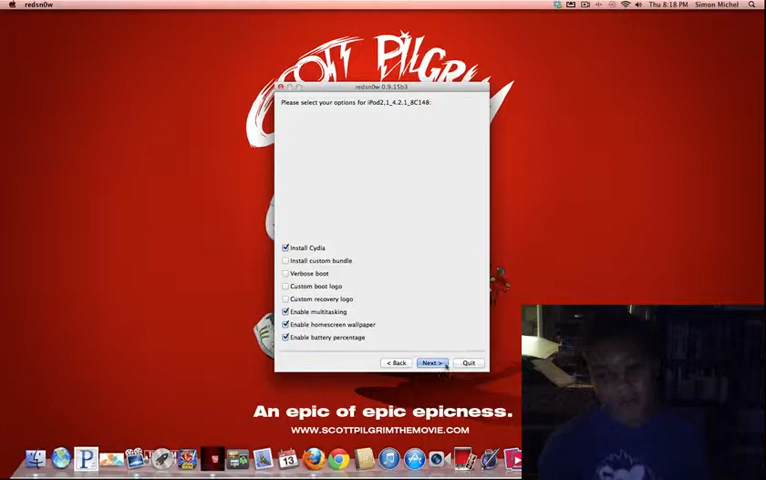 redsn0w
Thu 8:18 PM Simon Michel
SCOTT PILGRIM
redsn0w 0.9.15b3
Please select your options for iPod2,1_4.2.1_8C148:
Install Cydia
Install custom bundle
Verbose boot
Custom boot logo
Custom recovery logo
Enable multitasking
Enable homescreen wallpaper
Enable battery percentage
< Back
Next >
Quit
An epic of epic epicness.
WWW.SCOTTPILGRIMTHEMOVIE.COM
13